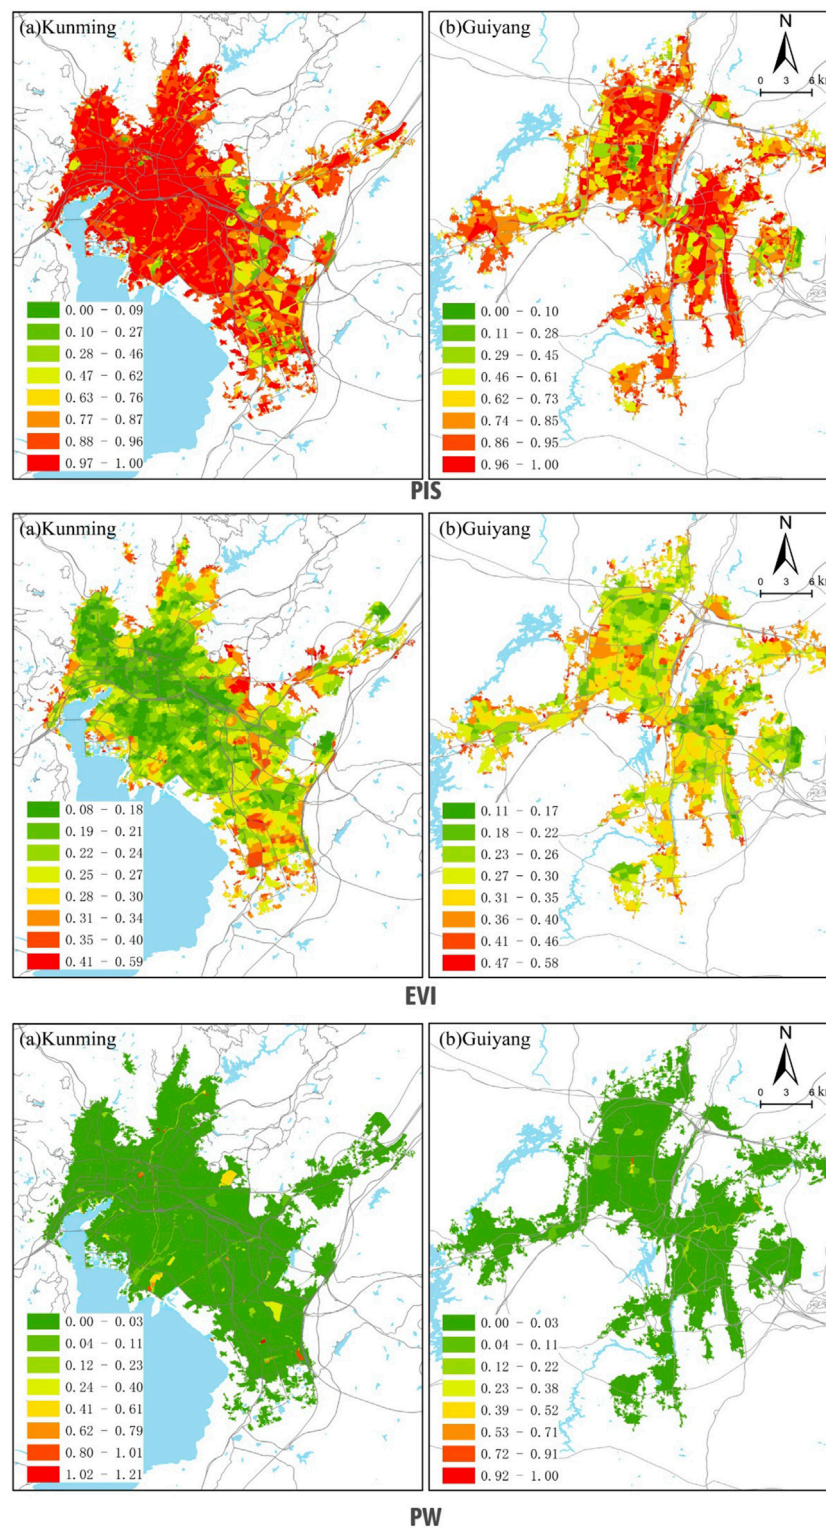 (a)Kunming
(b)Guiyang
N
0 3 6 km
0.00 - 0.09
0.10 - 0.27
0.28 - 0.46
0.47 - 0.62
0.63 - 0.76
0.77 - 0.87
0.88 - 0.96
0.97 - 1.00
0.00 - 0.10
0.11 - 0.28
0.29 - 0.45
0.46 - 0.61
0.62 - 0.73
0.74 - 0.85
0.86 - 0.95
0.96 - 1.00
PIS
(a)Kunming
(b)Guiyang
N
0 3 6 km
0.08 - 0.18
0.19 - 0.21
0.22 - 0.24
0.25 - 0.27
0.28 - 0.30
0.31 - 0.34
0.35 - 0.40
0.41 - 0.59
0.11 - 0.17
0.18 - 0.22
0.23 - 0.26
0.27 - 0.30
0.31 - 0.35
0.36 - 0.40
0.41 - 0.46
0.47 - 0.58
EVI
(a)Kunming
(b)Guiyang
N
0 3 6 km
0.00 - 0.03
0.04 - 0.11
0.12 - 0.23
0.24 - 0.40
0.41 - 0.61
0.62 - 0.79
0.80 - 1.01
1.02 - 1.21
0.00 - 0.03
0.04 - 0.11
0.12 - 0.22
0.23 - 0.38
0.39 - 0.52
0.53 - 0.71
0.72 - 0.91
0.92 - 1.00
PW